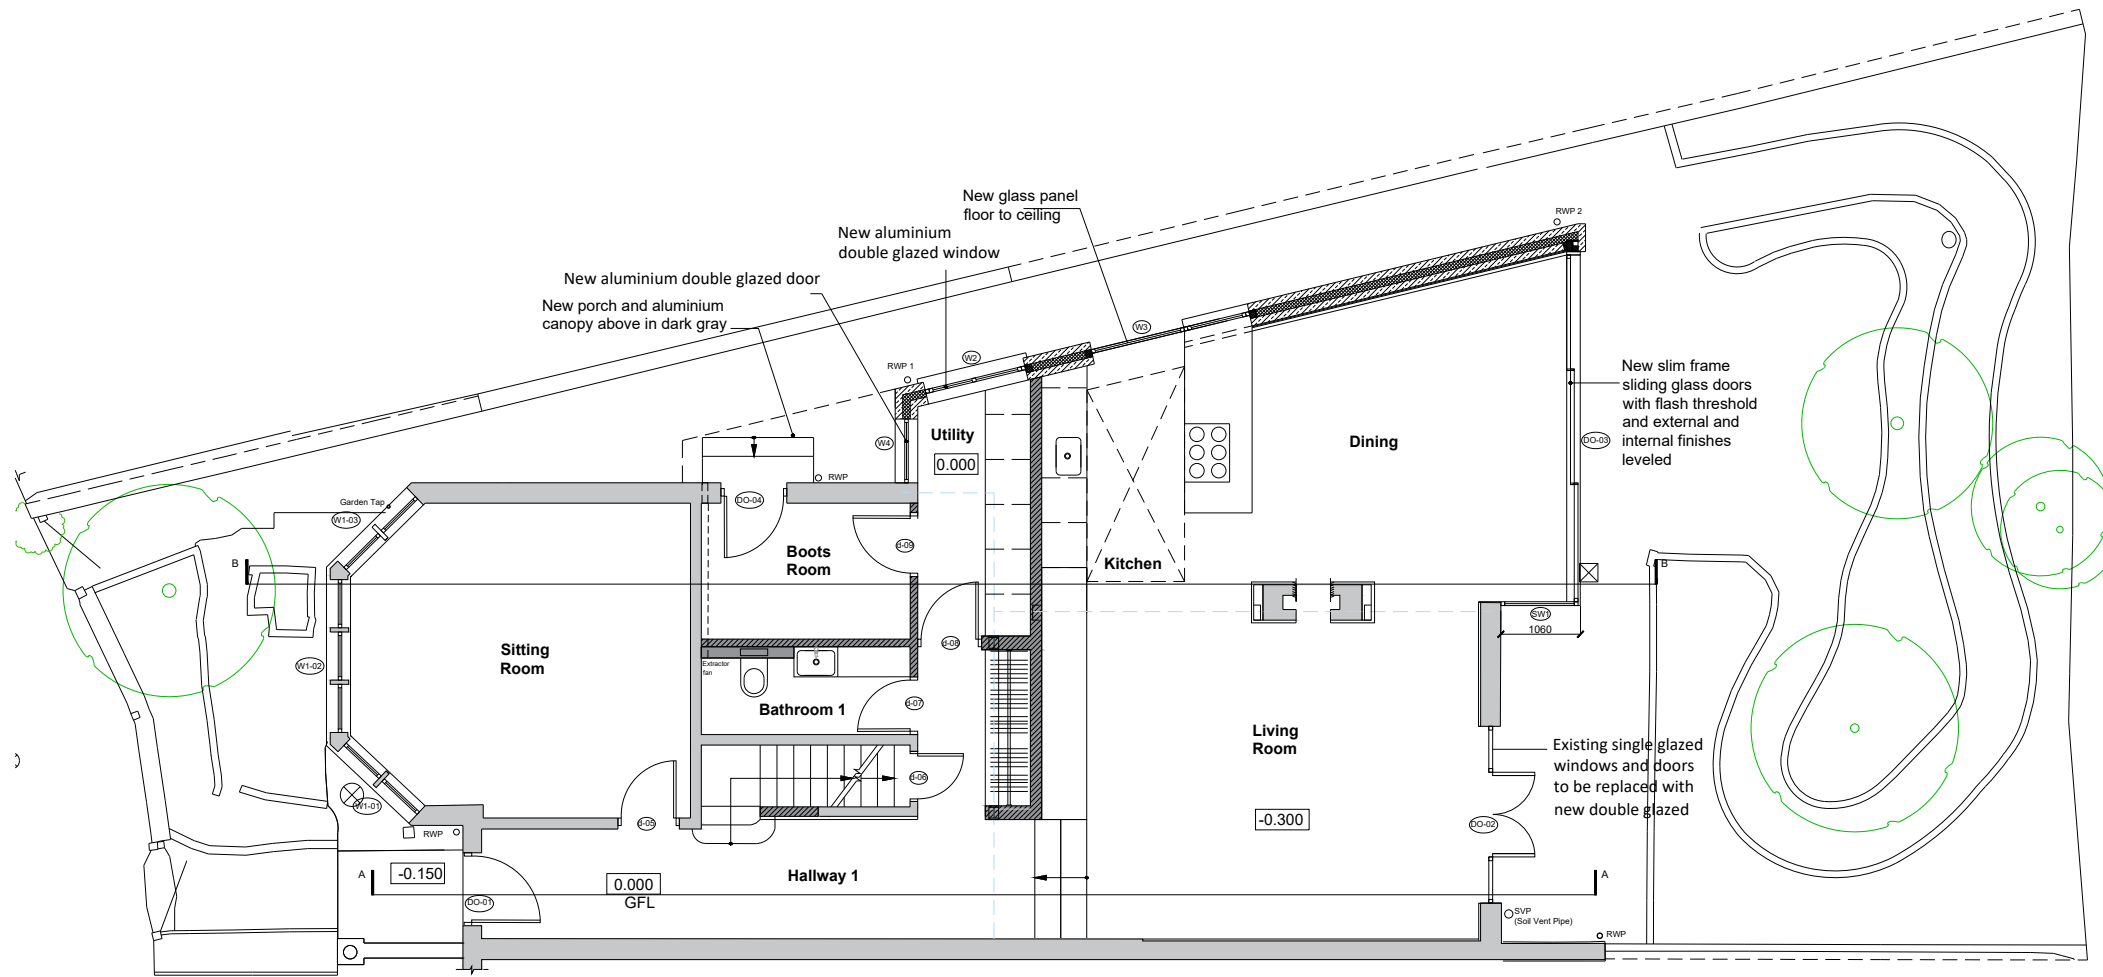 New glass panel
floor to ceiling
RWP 2
New aluminium
double glazed window
New aluminium double glazed door
New porch and aluminium
canopy above in dark gray
W3
W2
RWP 1
New slim frame
sliding glass doors
with flash threshold
and external and
internal finishes
leveled
W4
Utility
0.000
Dining
DO-03
RWP
DO-04
Garden Tap
W1-03
Boots
Room
d-09
Kitchen
B
B
SW1
1060
d-08
Sitting
Room
W1-02
Extractor
fan
Bathroom 1
d-07
Living
Room
Existing single glazed
windows and doors
to be replaced with
new double glazed
d-06
W1-01
RWP
d-05
-0.300
DO-02
A
-0.150
0.000
GFL
Hallway 1
A
DO-01
SVP
(Soil Vent Pipe)
RWP